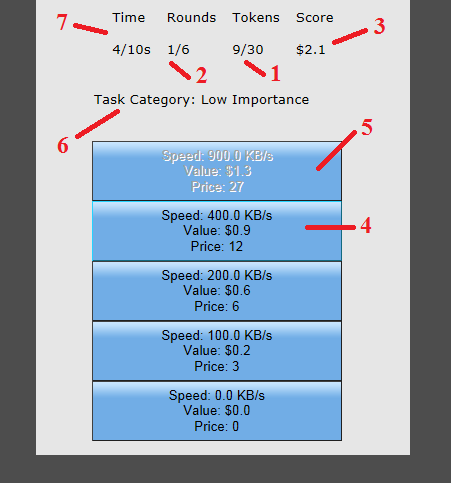 7 Time Rounds Tokens Score 3
4/10s 1/6 9/30 $2.1
2 1
Task Category: Low Importance
6 5
Speed: 900.0 KB/s
Value: $1.3
Price: 27
Speed: 400.0 KB/s
Value: $0.9
Price: 12
4
Speed: 200.0 KB/s
Value: $0.6
Price: 6
Speed: 100.0 KB/s
Value: $0.2
Price: 3
Speed: 0.0 KB/s
Value: $0.0
Price: 0